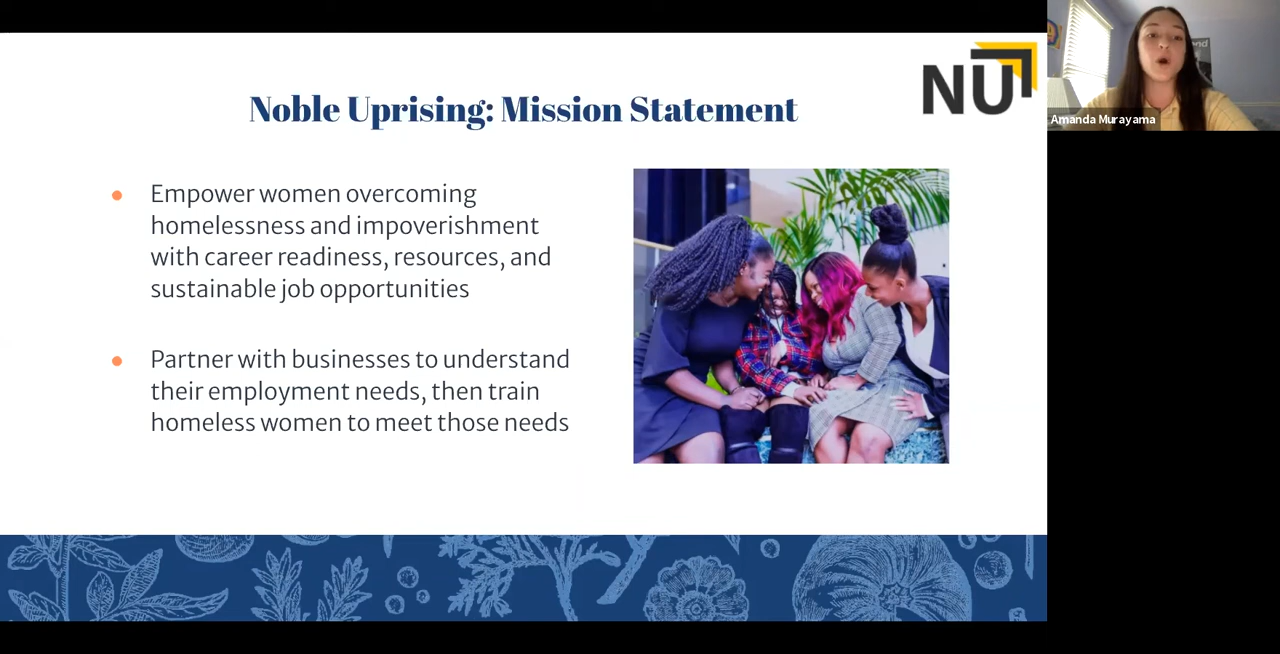 NU
Noble Uprising: Mission Statement
Empower women overcoming
homelessness and impoverishment
with career readiness, resources, and
sustainable job opportunities
Partner with businesses to understand
their employment needs, then train
homeless women to meet those needs
Amanda Murayama